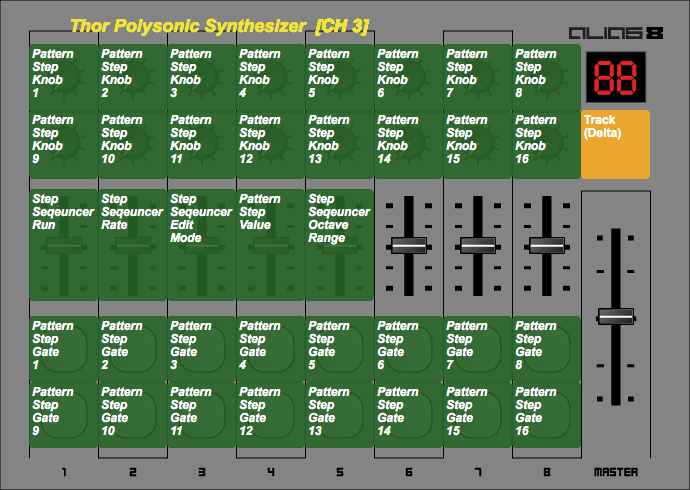 Thor Polysonic Synthesizer [CH 3]
ALIAS 8
Pattern Step Knob 1
Pattern Step Knob 2
Pattern Step Knob 3
Pattern Step Knob 4
Pattern Step Knob 5
Pattern Step Knob 6
Pattern Step Knob 7
Pattern Step Knob 8
88
Pattern Step Knob 9
Pattern Step Knob 10
Pattern Step Knob 11
Pattern Step Knob 12
Pattern Step Knob 13
Pattern Step Knob 14
Pattern Step Knob 15
Pattern Step Knob 16
Track (Delta)
Step Seqeuncer Run
Step Seqeuncer Rate
Step Seqeuncer Edit Mode
Pattern Step Value
Step Seqeuncer Octave Range
Pattern Step Gate 1
Pattern Step Gate 2
Pattern Step Gate 3
Pattern Step Gate 4
Pattern Step Gate 5
Pattern Step Gate 6
Pattern Step Gate 7
Pattern Step Gate 8
Pattern Step Gate 9
Pattern Step Gate 10
Pattern Step Gate 11
Pattern Step Gate 12
Pattern Step Gate 13
Pattern Step Gate 14
Pattern Step Gate 15
Pattern Step Gate 16
1 2 3 4 5 6 7 8 MASTER